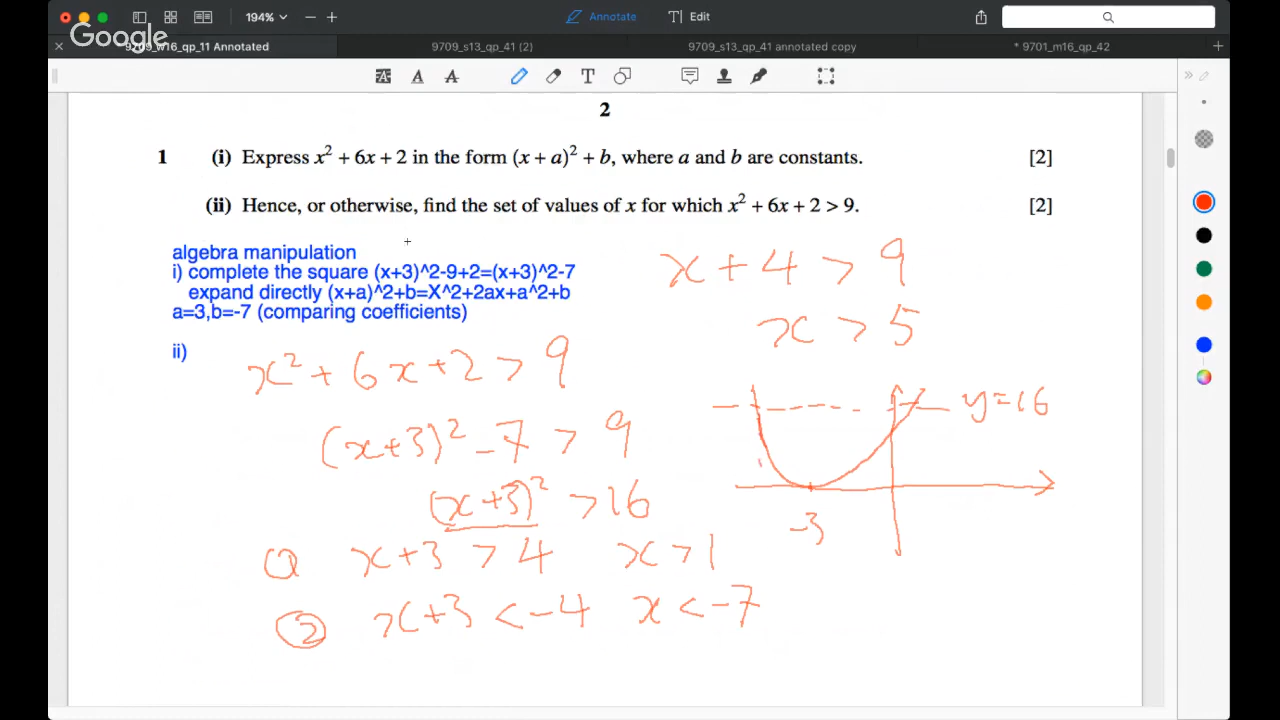 194%
Annotate
T Edit
Google
9709_w16_qp_11 Annotated
9709_s13_qp_41 (2)
9709_s13_qp_41 annotated copy
* 9701_m16_qp_42
2
1 (i) Express x² + 6x + 2 in the form (x + a)² + b, where a and b are constants. [2]
(ii) Hence, or otherwise, find the set of values of x for which x² + 6x + 2 > 9. [2]
algebra manipulation
i) complete the square (x+3)^2-9+2=(x+3)^2-7
expand directly (x+a)^2+b=X^2+2ax+a^2+b
a=3,b=-7 (comparing coefficients)
ii)
x² + 6x + 2 > 9
(x+3)² - 7 > 9
(x+3)² > 16
① x+3 > 4 x > 1
② x+3 < -4 x < -7
x + 4 > 9
x > 5
y=16
-3